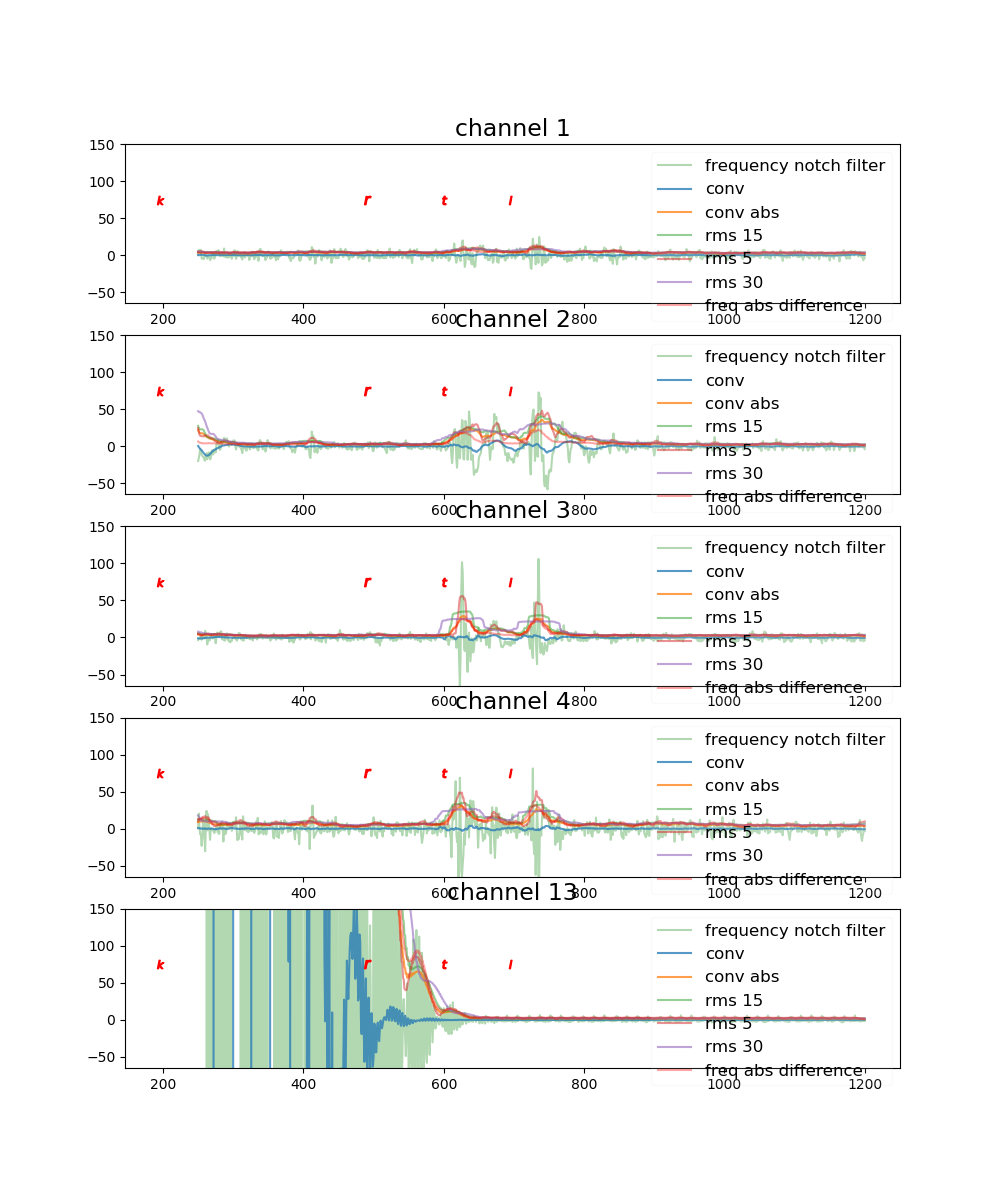 channel 1
150
100
50
0
−50
k r t l
frequency notch filter
conv
conv abs
rms 15
rms 5
rms 30
freq abs difference
200 400 600 800 1000 1200
channel 2
150
100
50
0
−50
k r t l
frequency notch filter
conv
conv abs
rms 15
rms 5
rms 30
freq abs difference
200 400 600 800 1000 1200
channel 3
150
100
50
0
−50
k r t l
frequency notch filter
conv
conv abs
rms 15
rms 5
rms 30
freq abs difference
200 400 600 800 1000 1200
channel 4
150
100
50
0
−50
k r t l
frequency notch filter
conv
conv abs
rms 15
rms 5
rms 30
freq abs difference
200 400 600 800 1000 1200
channel 13
150
100
50
0
−50
k r t l
frequency notch filter
conv
conv abs
rms 15
rms 5
rms 30
freq abs difference
200 400 600 800 1000 1200